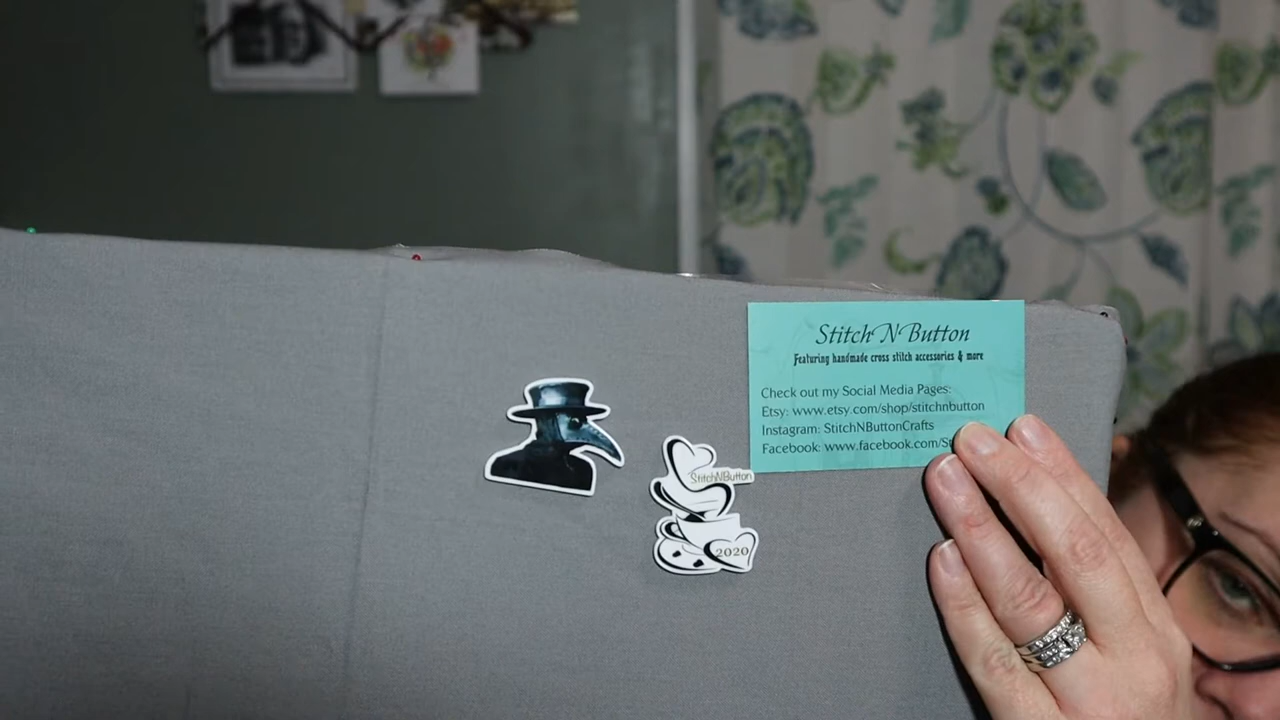 Stitch N Button
Featuring handmade cross stitch accessories & more
Check out my Social Media Pages:
Etsy: www.etsy.com/shop/stitchnbutton
Instagram: StitchNButtonCrafts
Facebook: www.facebook.com/St
StitchNButton
2020